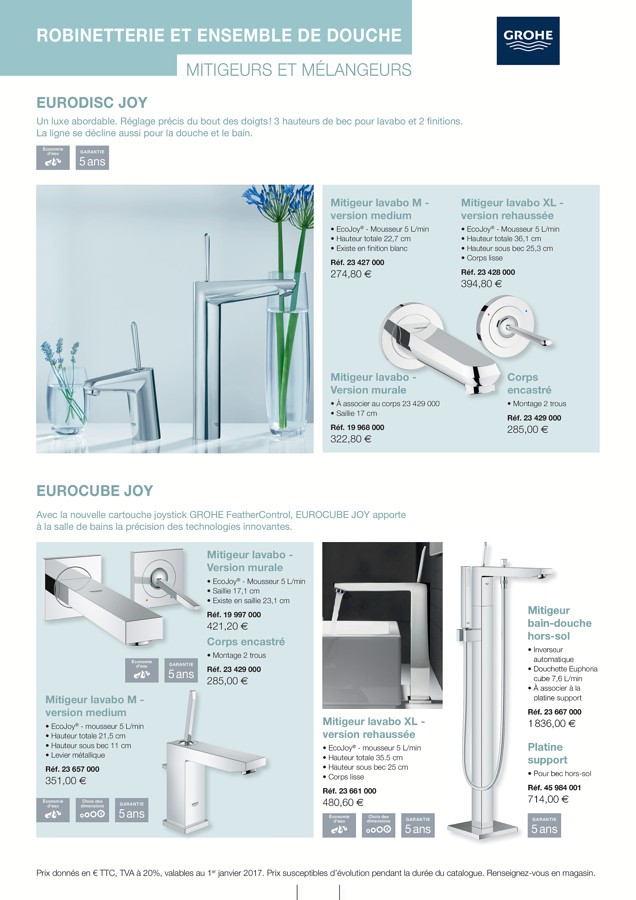 ROBINETTERIE ET ENSEMBLE DE DOUCHE
GROHE
MITIGEURS ET MÉLANGEURS
EURODISC JOY
Un luxe abordable. Réglage précis du bout des doigts! 3 hauteurs de bec pour lavabo et 2 finitions.
La ligne se décline aussi pour la douche et le bain.
Économie
d'eau
GARANTIE
5 ans
Mitigeur lavabo M -
version medium
• EcoJoy® - Mousseur 5 L/min
• Hauteur totale 22,7 cm
• Existe en finition blanc
Réf. 23 427 000
274,80 €
Mitigeur lavabo XL -
version rehaussée
• EcoJoy® - Mousseur 5 L/min
• Hauteur totale 36,1 cm
• Hauteur sous bec 25,3 cm
• Corps lisse
Réf. 23 428 000
394,80 €
Mitigeur lavabo -
Version murale
• À associer au corps 23 429 000
• Saillie 17 cm
Réf. 19 968 000
322,80 €
Corps
encastré
• Montage 2 trous
Réf. 23 429 000
285,00 €
EUROCUBE JOY
Avec la nouvelle cartouche joystick GROHE FeatherControl, EUROCUBE JOY apporte
à la salle de bains la précision des technologies innovantes.
Mitigeur lavabo -
Version murale
• EcoJoy® - Mousseur 5 L/min
• Saillie 17,1 cm
• Existe en saillie 23,1 cm
Réf. 19 997 000
421,20 €
Corps encastré
• Montage 2 trous
Réf. 23 429 000
285,00 €
Économie
d'eau
GARANTIE
5 ans
Mitigeur lavabo M -
version medium
• EcoJoy® - mousseur 5 L/min
• Hauteur totale 21,5 cm
• Hauteur sous bec 11 cm
• Levier métallique
Réf. 23 657 000
351,00 €
Économie
d'eau
Choix des
dimensions
GARANTIE
5 ans
Mitigeur lavabo XL -
version rehaussée
• EcoJoy® - mousseur 5 L/min
• Hauteur totale 35.5 cm
• Hauteur sous bec 25 cm
• Corps lisse
Réf. 23 661 000
480,60 €
Économie
d'eau
Choix des
dimensions
GARANTIE
5 ans
Mitigeur
bain-douche
hors-sol
• Inverseur
automatique
• Douchette Euphoria
cube 7,6 L/min
• À associer à la
platine support
Réf. 23 667 000
1 836,00 €
Platine
support
• Pour bec hors-sol
Réf. 45 984 001
714,00 €
GARANTIE
5 ans
Prix donnés en € TTC, TVA à 20%, valables au 1er janvier 2017. Prix susceptibles d'évolution pendant la durée du catalogue. Renseignez-vous en magasin.